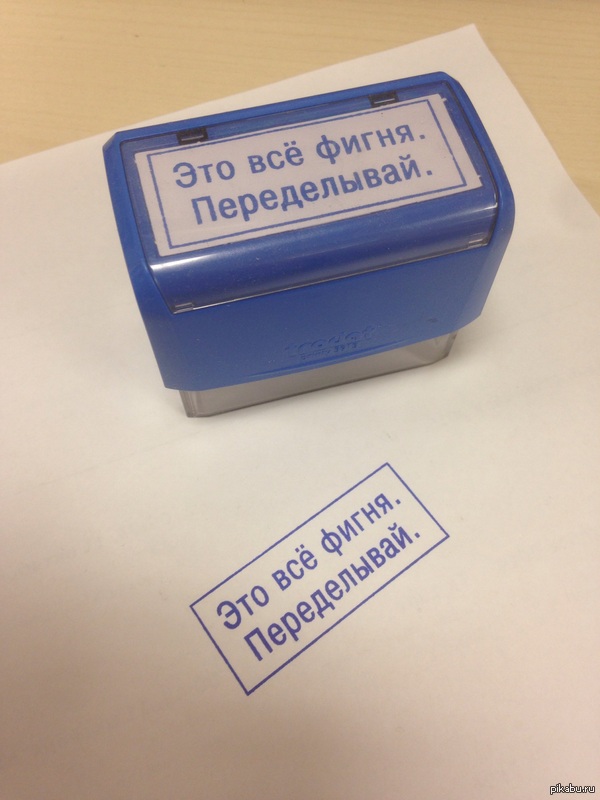 Это всё фигня.
Переделывай.
Это всё фигня.
Переделывай.
pikabu.ru